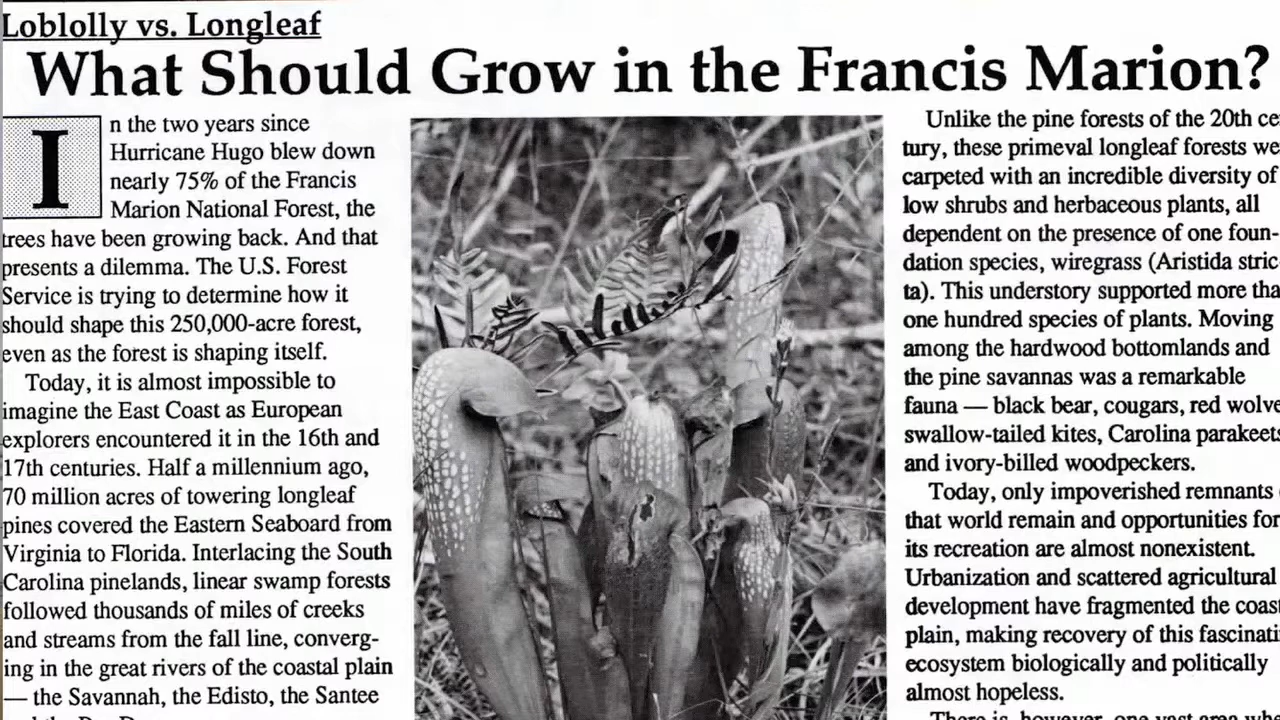 Loblolly vs. Longleaf
What Should Grow in the Francis Marion?
In the two years since
Hurricane Hugo blew down
nearly 75% of the Francis
Marion National Forest, the
trees have been growing back. And that
presents a dilemma. The U.S. Forest
Service is trying to determine how it
should shape this 250,000-acre forest,
even as the forest is shaping itself.
Today, it is almost impossible to
imagine the East Coast as European
explorers encountered it in the 16th and
17th centuries. Half a millennium ago,
70 million acres of towering longleaf
pines covered the Eastern Seaboard from
Virginia to Florida. Interlacing the South
Carolina pinelands, linear swamp forests
followed thousands of miles of creeks
and streams from the fall line, converg-
ing in the great rivers of the coastal plain
— the Savannah, the Edisto, the Santee
Unlike the pine forests of the 20th ce
tury, these primeval longleaf forests we
carpeted with an incredible diversity of
low shrubs and herbaceous plants, all
dependent on the presence of one foun-
dation species, wiregrass (Aristida stric
ta). This understory supported more tha
one hundred species of plants. Moving
among the hardwood bottomlands and
the pine savannas was a remarkable
fauna — black bear, cougars, red wolve
swallow-tailed kites, Carolina parakeets
and ivory-billed woodpeckers.
Today, only impoverished remnants
that world remain and opportunities for
its recreation are almost nonexistent.
Urbanization and scattered agricultural
development have fragmented the coast
plain, making recovery of this fascinati
ecosystem biologically and politically
almost hopeless.
There is, however, one vast area whe